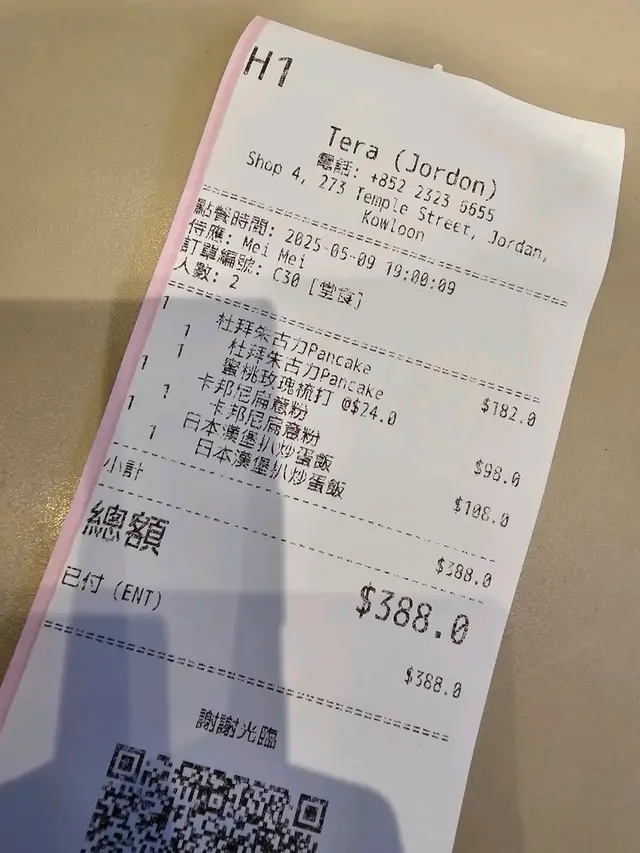 H1
Tera (Jordon)
電話: +852 2323 6655
Shop 4, 273 Temple Street, Jordan,
Kowloon
點餐時間: 2025-05-09 19:00:09
侍應: Mei Mei
訂單編號: C30 [堂食]
人數: 2
1 杜拜朱古力Pancake $182.0
1 杜拜朱古力Pancake
1 蜜桃玫瑰梳打 @$24.0
1 卡邦尼扁意粉 $98.0
1 卡邦尼扁意粉
1 日本漢堡扒炒蛋飯 $108.0
1 日本漢堡扒炒蛋飯
小計 $388.0
總額 $388.0
已付 (ENT) $388.0
謝謝光臨